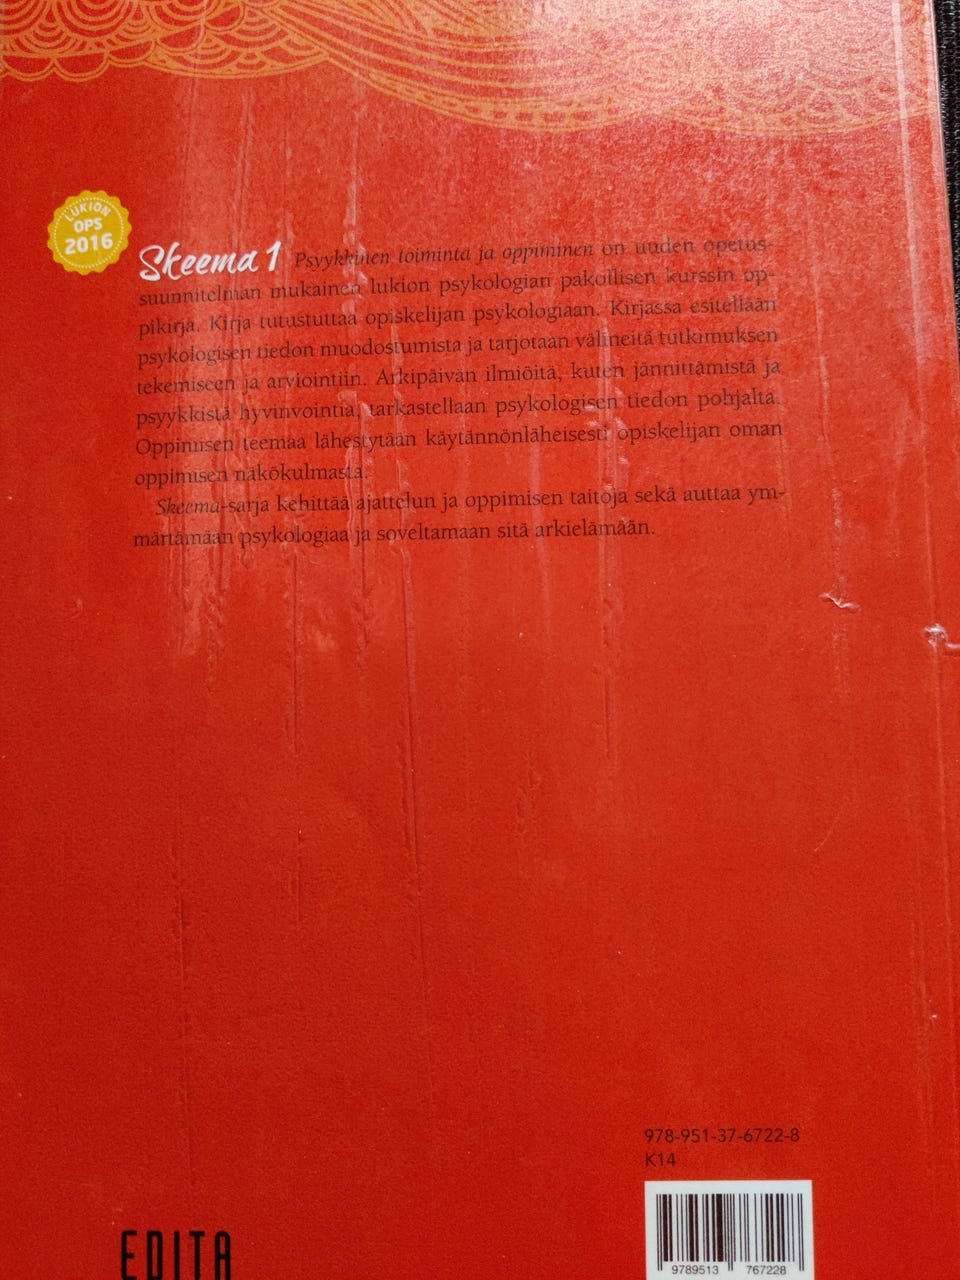 LUKION
OPS
2016
Skeema 1 Psyykkinen toiminta ja oppiminen on uuden opetus-
suunnitelman mukainen lukion psykologian pakollisen kurssin op-
pikirja. Kirja tutustuttaa opiskelijan psykologiaan. Kirjassa esitellään
psykologisen tiedon muodostumista ja tarjotaan välineitä tutkimuksen
tekemiseen ja arviointiin. Arkipäivän ilmiöitä, kuten jännittämistä ja
psyykkistä hyvinvointia, tarkastellaan psykologisen tiedon pohjalta.
Oppimisen teemaa lähestytään käytännönläheisesti opiskelijan oman
oppimisen näkökulmasta.
Skeema-sarja kehittää ajattelun ja oppimisen taitoja sekä auttaa ym-
märtämään psykologiaa ja soveltamaan sitä arkielämään.
978-951-37-6722-8
K14
9789513 767228
EDITA